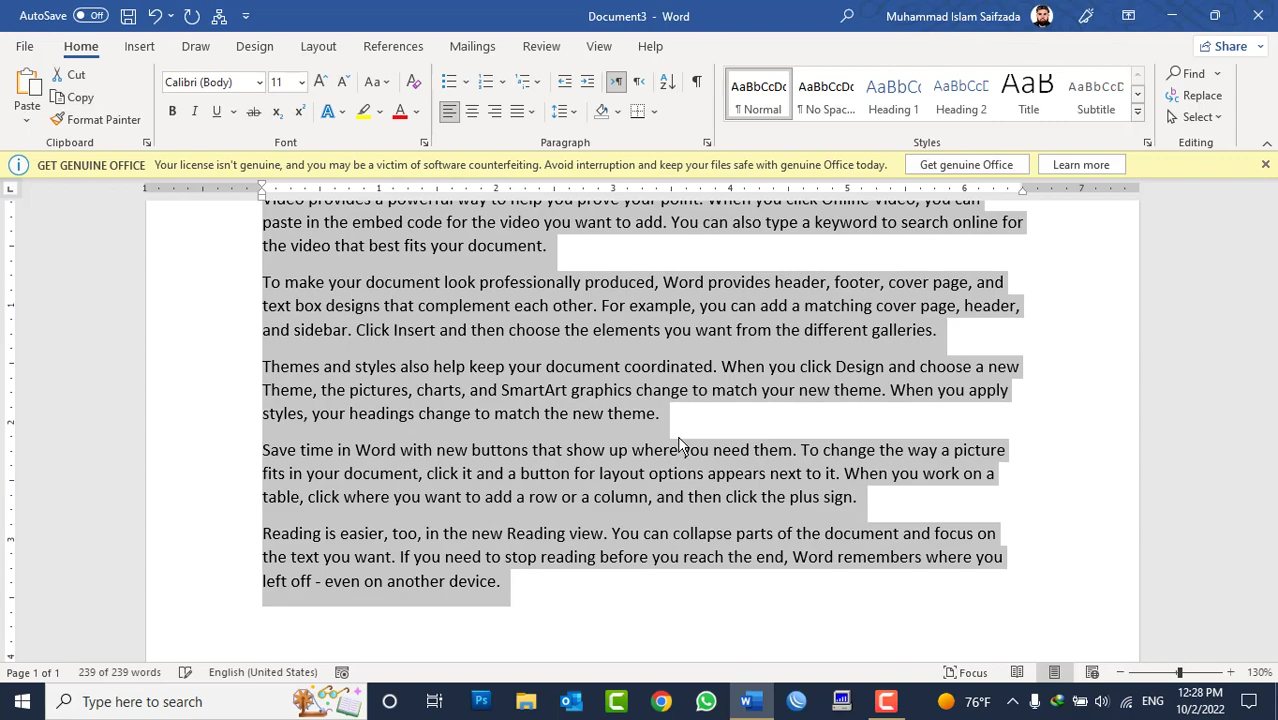 AutoSave Off Document3 - Word Muhammad Islam Saifzada
File Home Insert Draw Design Layout References Mailings Review View Help Share
Paste Cut Copy Format Painter Calibri (Body) 11 Aa A B I U ab A A AaBbCcDc AaBbCcDc AaBbCc AaBbCcD AaB AaBbCcD Find Replace Select
¶ Normal ¶ No Spac... Heading 1 Heading 2 Title Subtitle
Clipboard Font Paragraph Styles Editing
GET GENUINE OFFICE Your license isn't genuine, and you may be a victim of software counterfeiting. Avoid interruption and keep your files safe with genuine Office today. Get genuine Office Learn more
1 1 2 3 4 5 6 7
Video provides a powerful way to help you prove your point. When you click Online Video, you can
paste in the embed code for the video you want to add. You can also type a keyword to search online for
the video that best fits your document.
To make your document look professionally produced, Word provides header, footer, cover page, and
text box designs that complement each other. For example, you can add a matching cover page, header,
and sidebar. Click Insert and then choose the elements you want from the different galleries.
Themes and styles also help keep your document coordinated. When you click Design and choose a new
Theme, the pictures, charts, and SmartArt graphics change to match your new theme. When you apply
styles, your headings change to match the new theme.
Save time in Word with new buttons that show up where you need them. To change the way a picture
fits in your document, click it and a button for layout options appears next to it. When you work on a
table, click where you want to add a row or a column, and then click the plus sign.
Reading is easier, too, in the new Reading view. You can collapse parts of the document and focus on
the text you want. If you need to stop reading before you reach the end, Word remembers where you
left off - even on another device.
Page 1 of 1 239 of 239 words English (United States) Focus 130%
Type here to search 76°F ENG 12:28 PM
10/2/2022